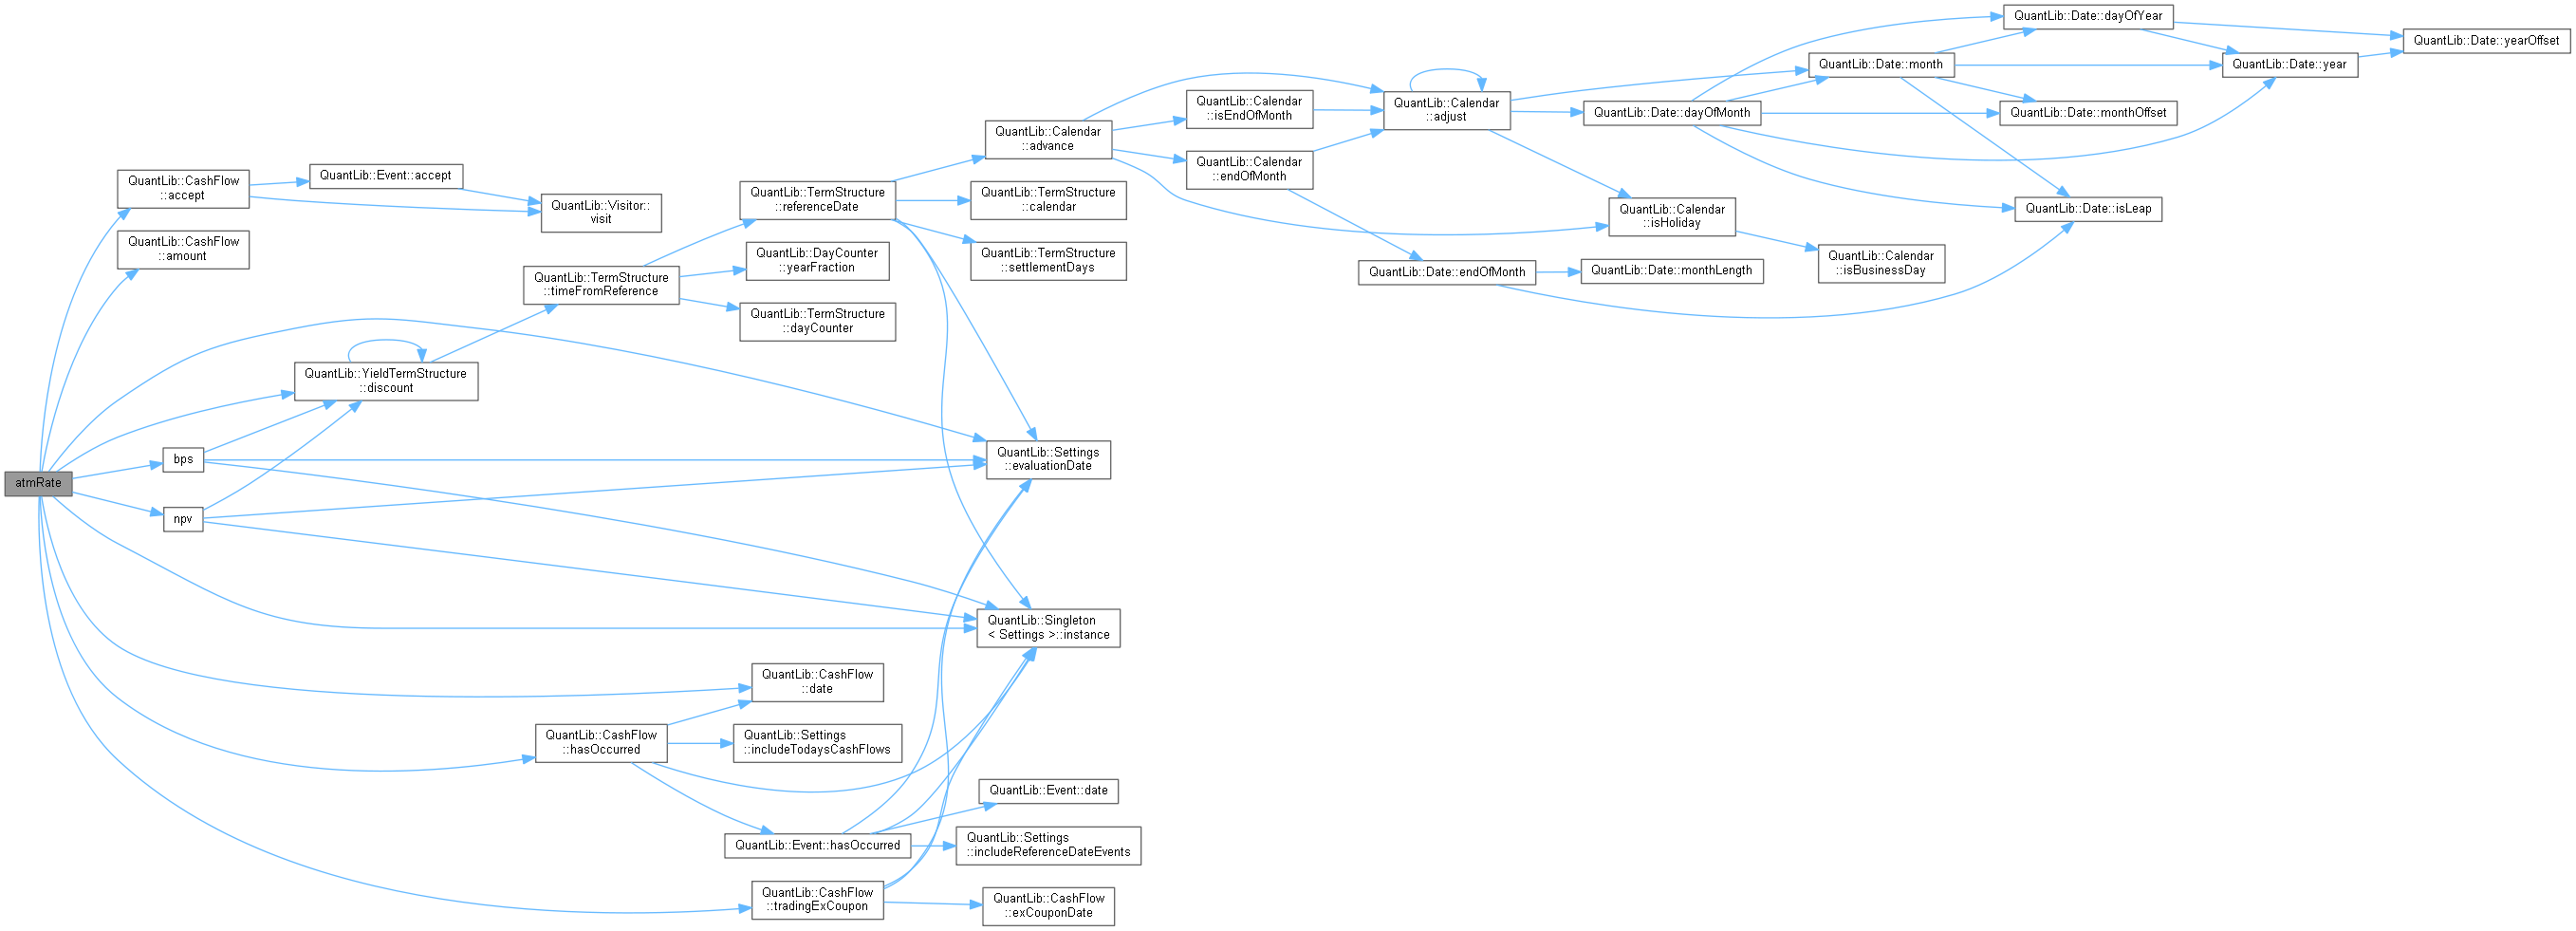 atmRate
QuantLib::CashFlow
::accept
QuantLib::Event::accept
QuantLib::Visitor::
visit
QuantLib::CashFlow
::amount
QuantLib::YieldTermStructure
::discount
bps
npv
QuantLib::TermStructure
::timeFromReference
QuantLib::TermStructure
::referenceDate
QuantLib::DayCounter
::yearFraction
QuantLib::TermStructure
::dayCounter
QuantLib::Calendar
::advance
QuantLib::TermStructure
::calendar
QuantLib::TermStructure
::settlementDays
QuantLib::Settings
::evaluationDate
QuantLib::Singleton
< Settings >::instance
QuantLib::Calendar
::isEndOfMonth
QuantLib::Calendar
::endOfMonth
QuantLib::Calendar
::adjust
QuantLib::Date::endOfMonth
QuantLib::Date::dayOfMonth
QuantLib::Calendar
::isHoliday
QuantLib::Date::monthLength
QuantLib::Date::month
QuantLib::Calendar
::isBusinessDay
QuantLib::Date::dayOfYear
QuantLib::Date::monthOffset
QuantLib::Date::isLeap
QuantLib::Date::year
QuantLib::Date::yearOffset
QuantLib::CashFlow
::date
QuantLib::CashFlow
::hasOccurred
QuantLib::Settings
::includeTodaysCashFlows
QuantLib::Event::hasOccurred
QuantLib::Event::date
QuantLib::Settings
::includeReferenceDateEvents
QuantLib::CashFlow
::tradingExCoupon
QuantLib::CashFlow
::exCouponDate